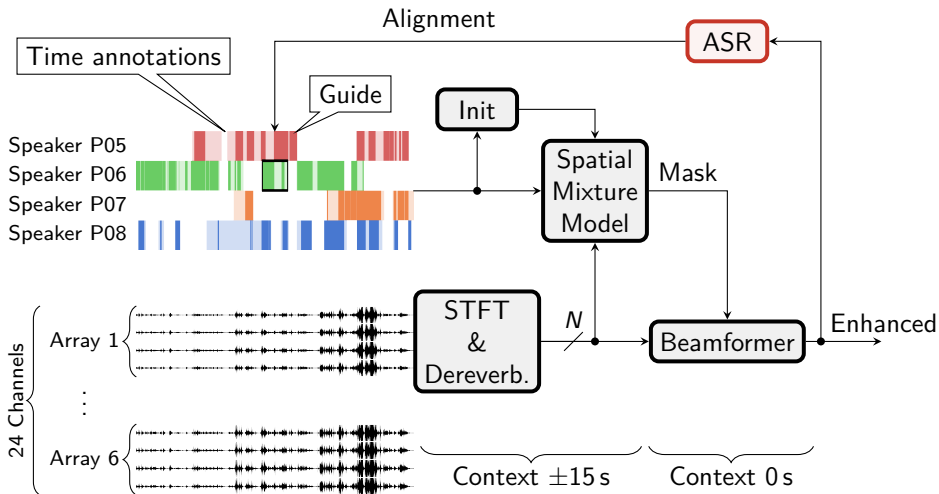 Alignment
ASR
Time annotations
Guide
Init
Speaker P05
Speaker P06
Speaker P07
Speaker P08
Spatial
Mixture
Model
Mask
24 Channels
Array 1
⋮
Array 6
STFT
&
Dereverb.
N
Beamformer
Enhanced
Context ±15 s
Context 0 s